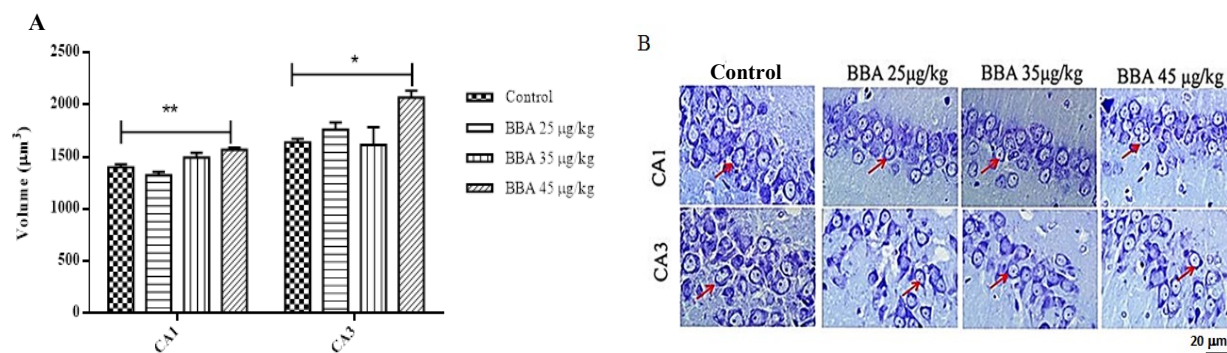 A
2500
2000
1500
1000
500
0
Volume (µm³)
**
*
CA1
CA3
Control
BBA 25 µg/kg
BBA 35 µg/kg
BBA 45 µg/kg
B
Control
BBA 25µg/kg
BBA 35µg/kg
BBA 45 µg/kg
CA1
CA3
20 µm